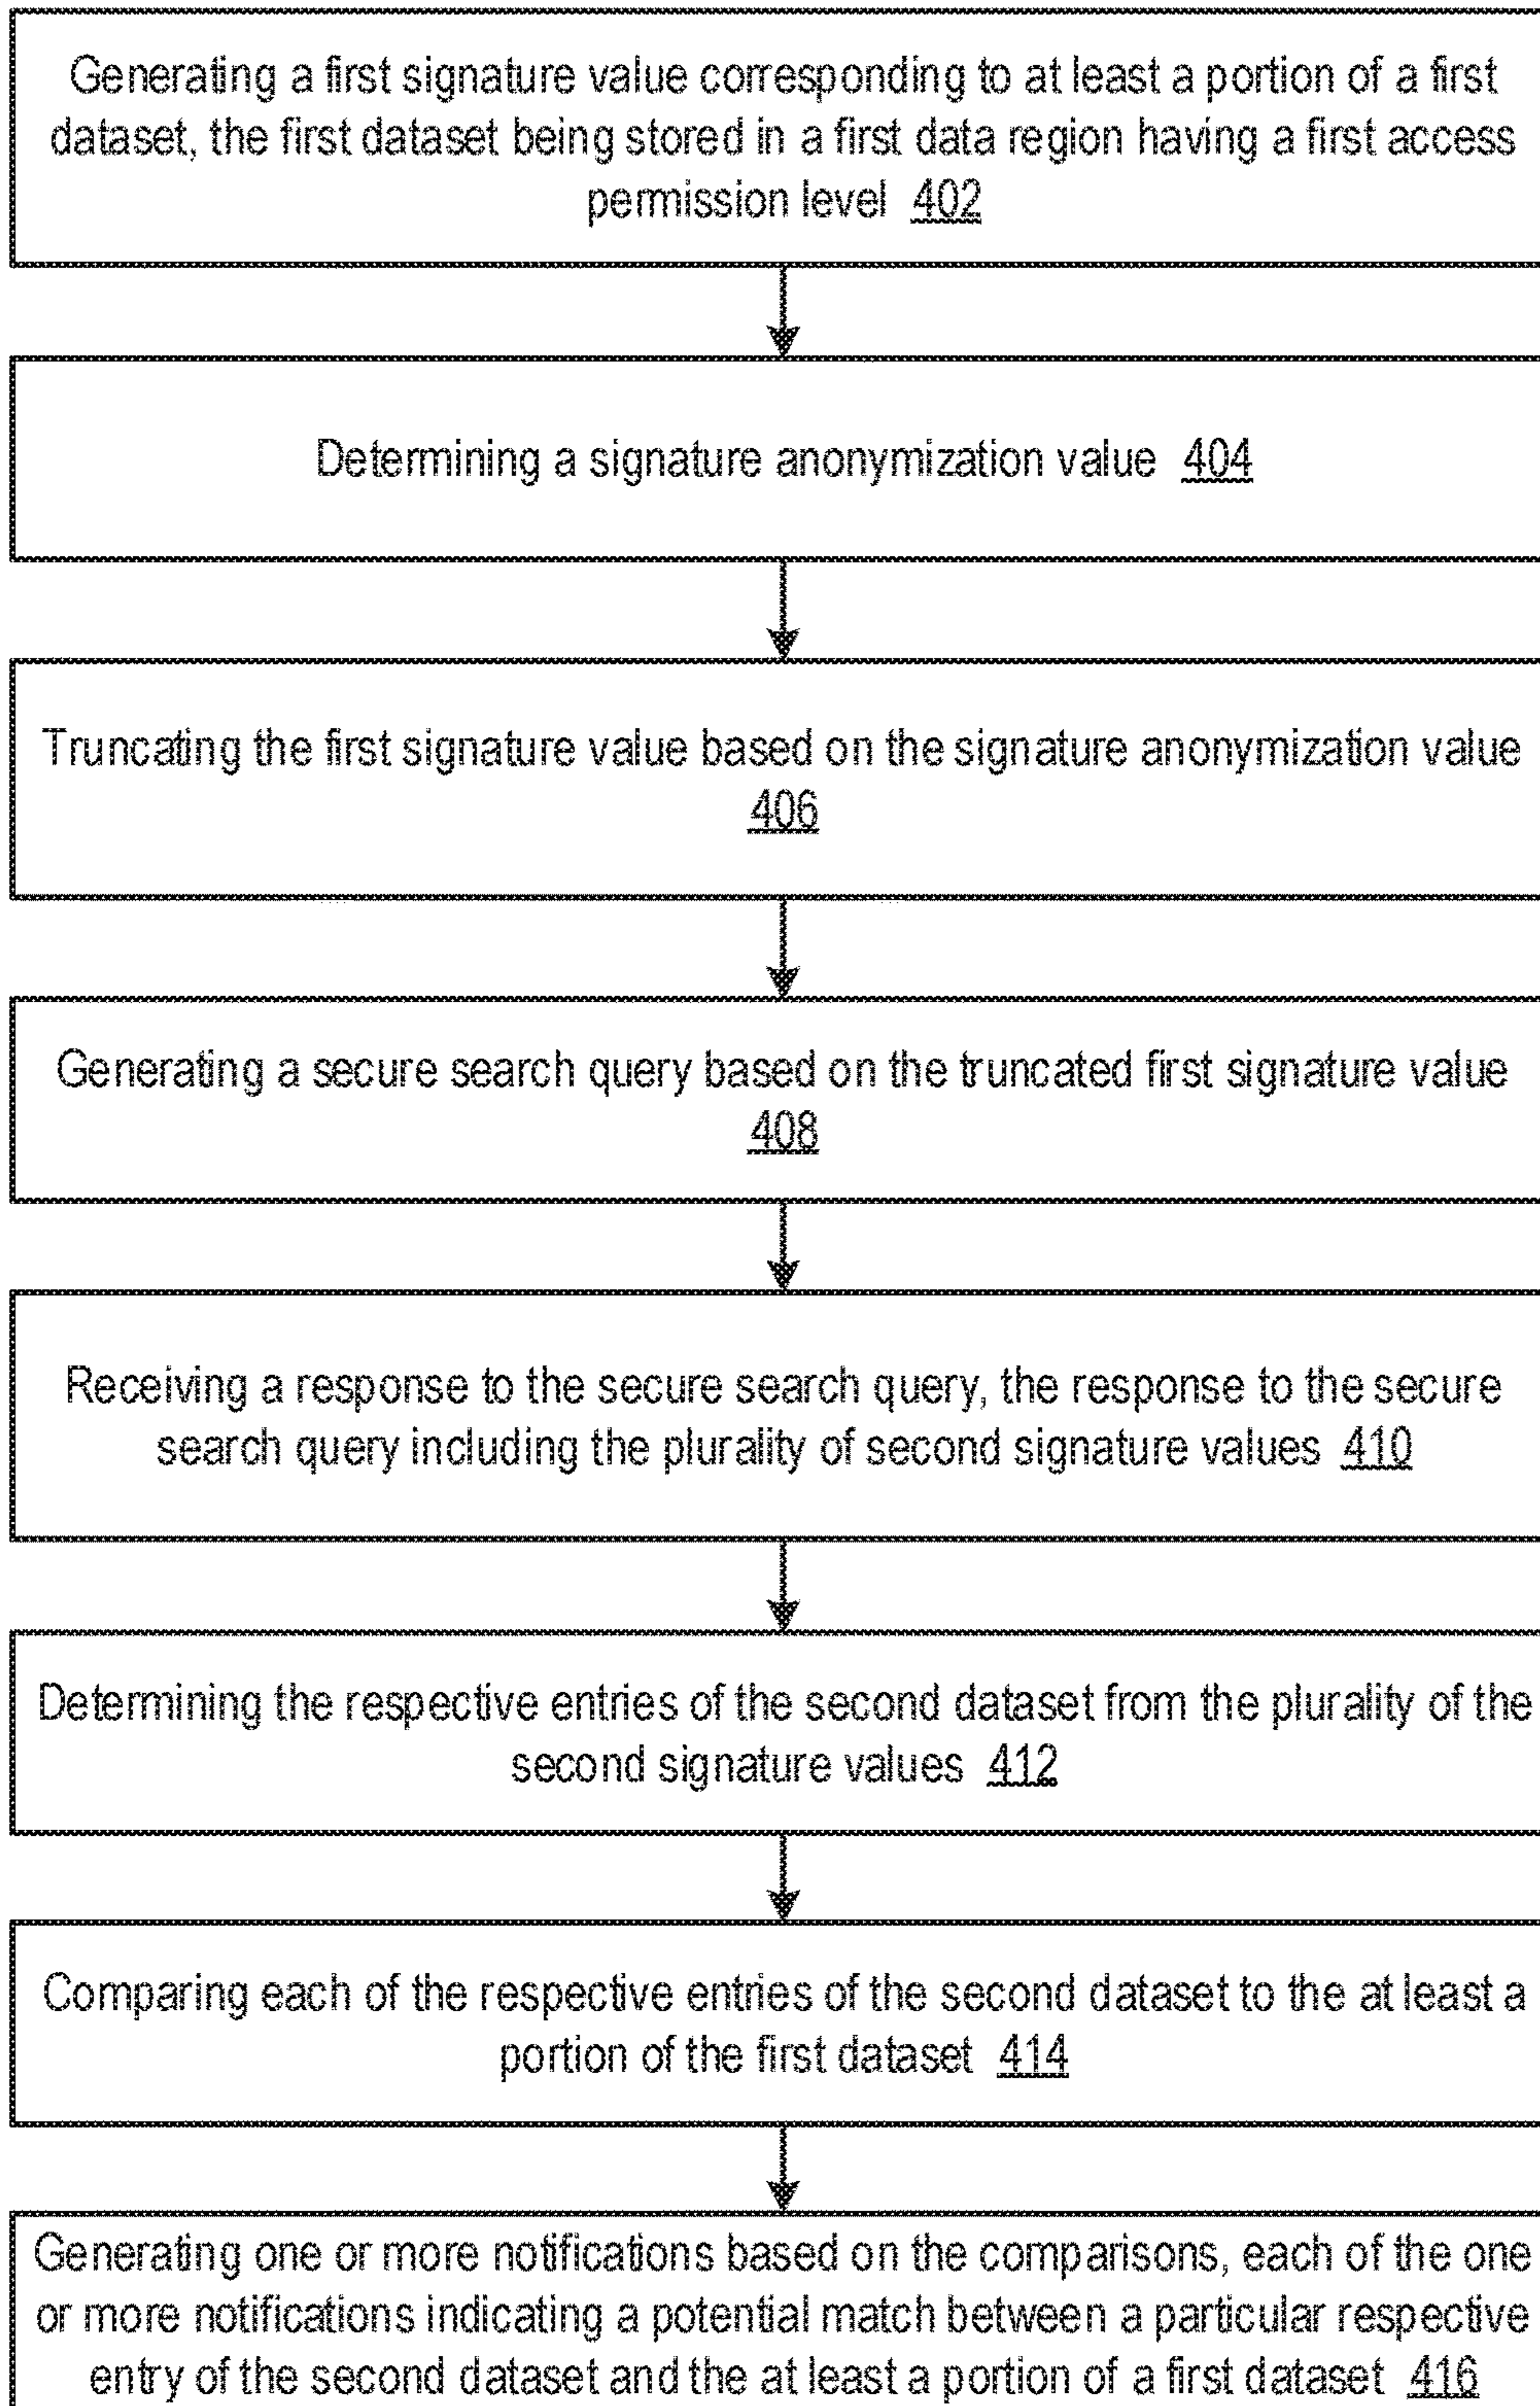 Generating a first signature value corresponding to at least a portion of a first
dataset, the first dataset being stored in a first data region having a first access
permission level 402
Determining a signature anonymization value 404
Truncating the first signature value based on the signature anonymization value
406
Generating a secure search query based on the truncated first signature value
408
Receiving a response to the secure search query, the response to the secure
search query including the plurality of second signature values 410
Determining the respective entries of the second dataset from the plurality of the
second signature values 412
Comparing each of the respective entries of the second dataset to the at least a
portion of the first dataset 414
Generating one or more notifications based on the comparisons, each of the one
or more notifications indicating a potential match between a particular respective
entry of the second dataset and the at least a portion of a first dataset 416